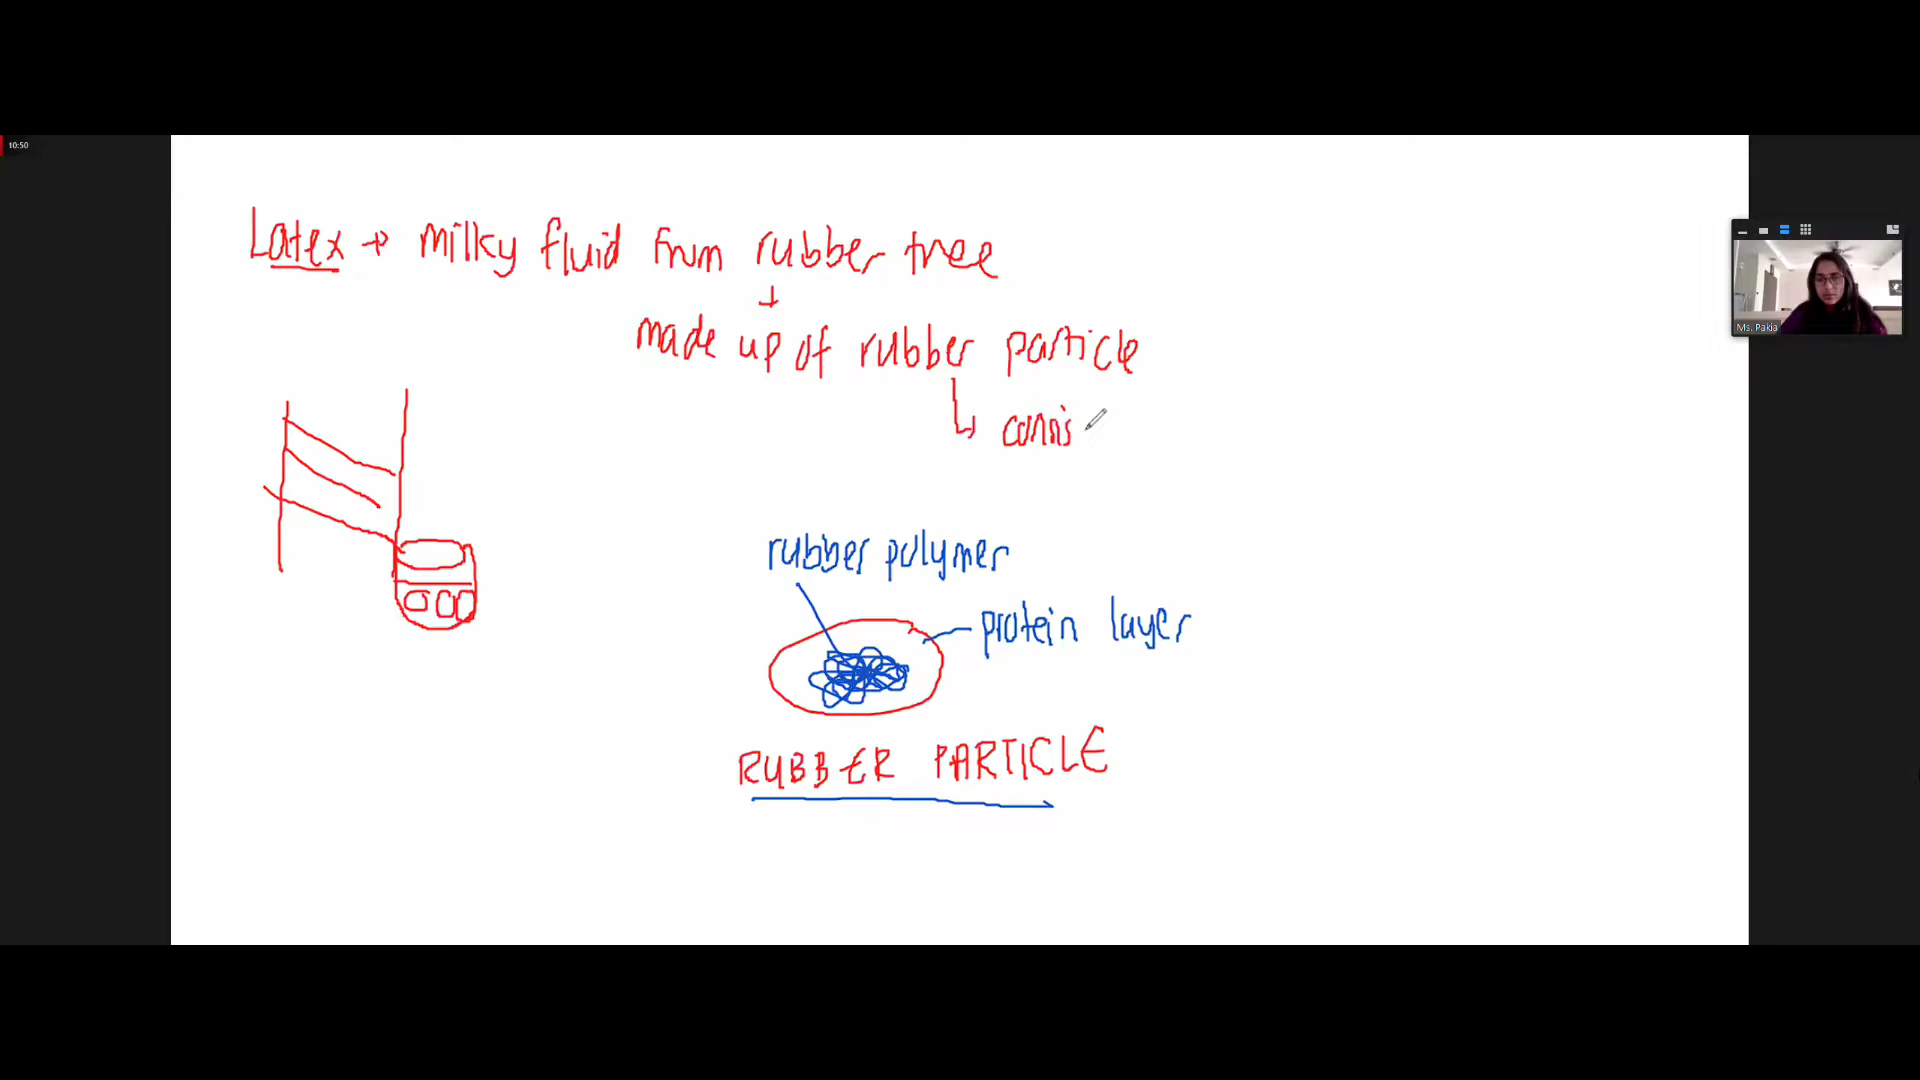 10:50
Latex → milky fluid from rubber tree
made up of rubber particle
↳ consis
Ms. Pakia
rubber polymer
protein layer
RUBBER PARTICLE